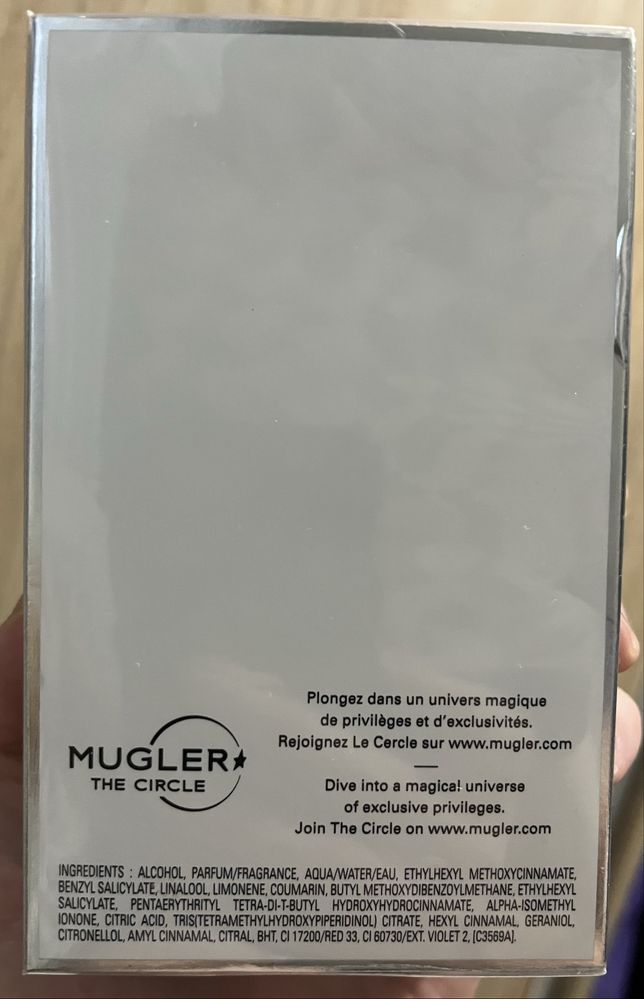 Plongez dans un univers magique
de privilèges et d'exclusivités.
Rejoignez Le Cercle sur www.mugler.com
MUGLER
THE CIRCLE
Dive into a magical universe
of exclusive privileges.
Join The Circle on www.mugler.com
INGREDIENTS : ALCOHOL, PARFUM/FRAGRANCE, AQUA/WATER/EAU, ETHYLHEXYL METHOXYCINNAMATE,
BENZYL SALICYLATE, LINALOOL, LIMONENE, COUMARIN, BUTYL METHOXYDIBENZOYLMETHANE, ETHYLHEXYL
SALICYLATE, PENTAERYTHRITYL TETRA-DI-T-BUTYL HYDROXYHYDROCINNAMATE, ALPHA-ISOMETHYL
IONONE, CITRIC ACID, TRIS(TETRAMETHYLHYDROXYPIPERIDINOL) CITRATE, HEXYL CINNAMAL, GERANIOL,
CITRONELLOL, AMYL CINNAMAL, CITRAL, BHT, CI 17200/RED 33, CI 60730/EXT. VIOLET 2, [C3569A].